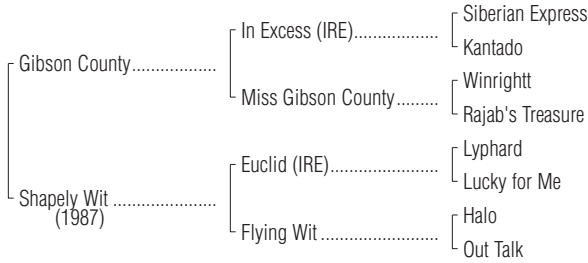 Siberian Express
In Excess (IRE)....................
Kantado
Gibson County..................
Winrightt
Miss Gibson County.........
Rajab's Treasure
Lyphard
Euclid (IRE).........................
Lucky for Me
Shapely Wit ......................
(1987)
Halo
Flying Wit ...........................
Out Talk